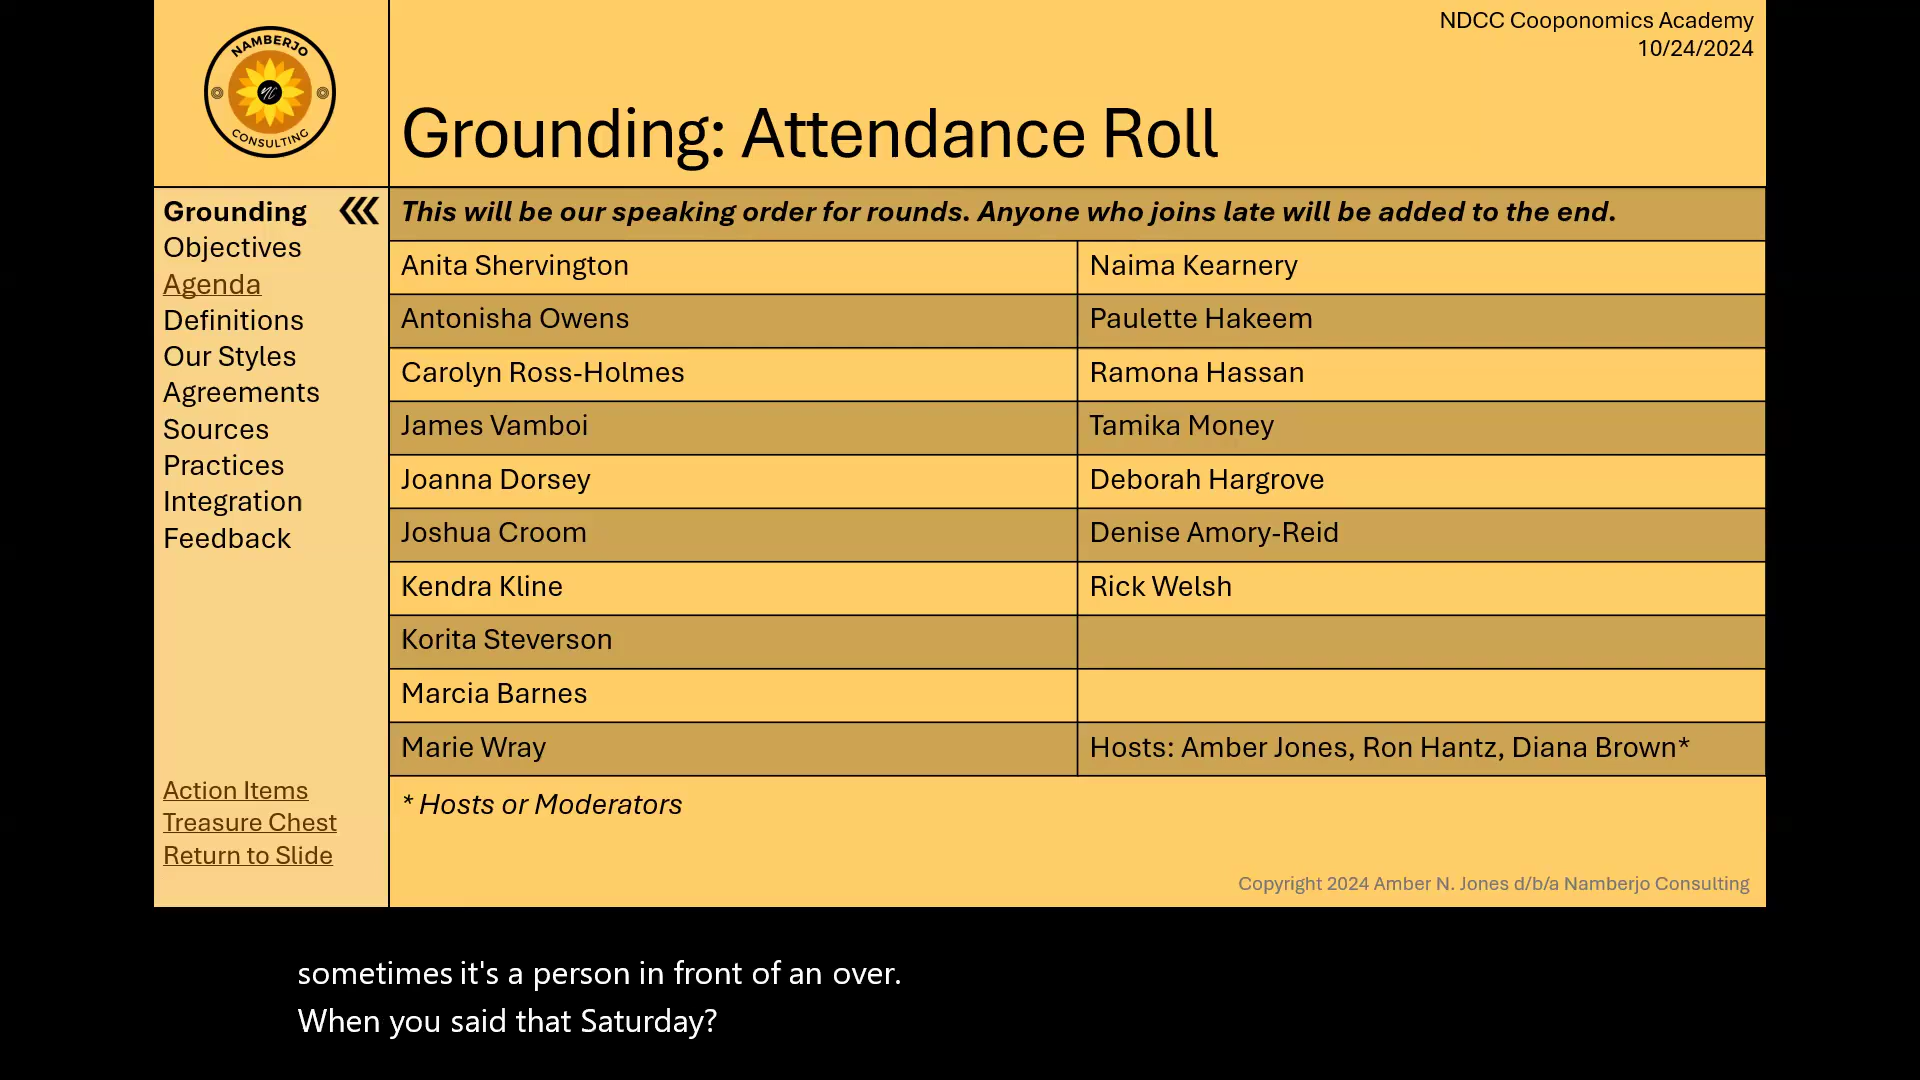 NAMBERJO
CONSULTING
NDCC Cooponomics Academy
10/24/2024
Grounding: Attendance Roll
Grounding
Objectives
Agenda
Definitions
Our Styles
Agreements
Sources
Practices
Integration
Feedback
Action Items
Treasure Chest
Return to Slide
This will be our speaking order for rounds. Anyone who joins late will be added to the end.
Anita Shervington
Naima Kearnery
Antonisha Owens
Paulette Hakeem
Carolyn Ross-Holmes
Ramona Hassan
James Vamboi
Tamika Money
Joanna Dorsey
Deborah Hargrove
Joshua Croom
Denise Amory-Reid
Kendra Kline
Rick Welsh
Korita Steverson
Marcia Barnes
Marie Wray
Hosts: Amber Jones, Ron Hantz, Diana Brown*
* Hosts or Moderators
Copyright 2024 Amber N. Jones d/b/a Namberjo Consulting
sometimes it's a person in front of an over.
When you said that Saturday?